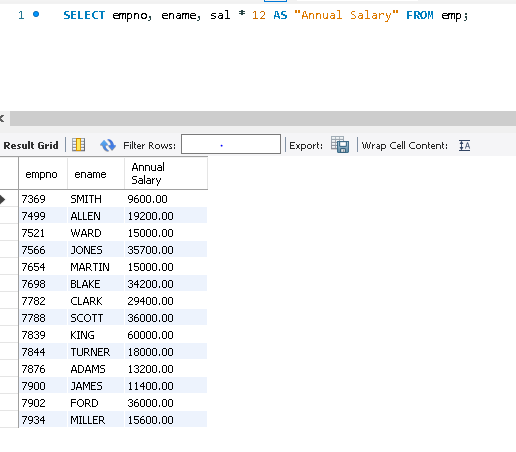 1 SELECT empno, ename, sal * 12 AS "Annual Salary" FROM emp;
Result Grid Filter Rows: Export: Wrap Cell Content:
empno ename Annual
Salary
7369 SMITH 9600.00
7499 ALLEN 19200.00
7521 WARD 15000.00
7566 JONES 35700.00
7654 MARTIN 15000.00
7698 BLAKE 34200.00
7782 CLARK 29400.00
7788 SCOTT 36000.00
7839 KING 60000.00
7844 TURNER 18000.00
7876 ADAMS 13200.00
7900 JAMES 11400.00
7902 FORD 36000.00
7934 MILLER 15600.00